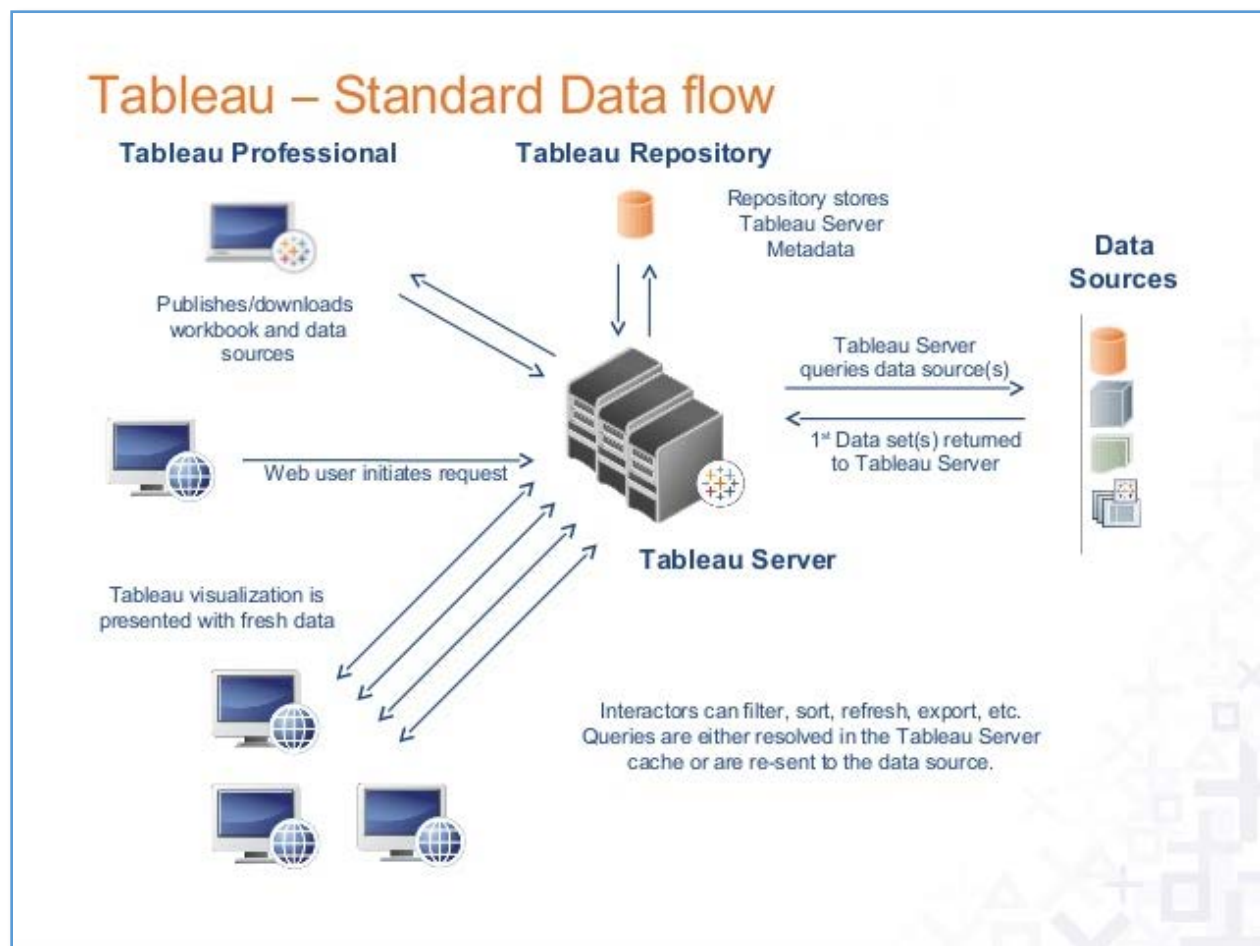 Tableau – Standard Data flow
Tableau Professional
Tableau Repository
Repository stores
Tableau Server
Metadata
Data
Sources
Publishes/downloads
workbook and data
sources
Tableau Server
queries data source(s)
1st Data set(s) returned
to Tableau Server
Web user initiates request
Tableau Server
Tableau visualization is
presented with fresh data
Interactors can filter, sort, refresh, export, etc.
Queries are either resolved in the Tableau Server
cache or are re-sent to the data source.